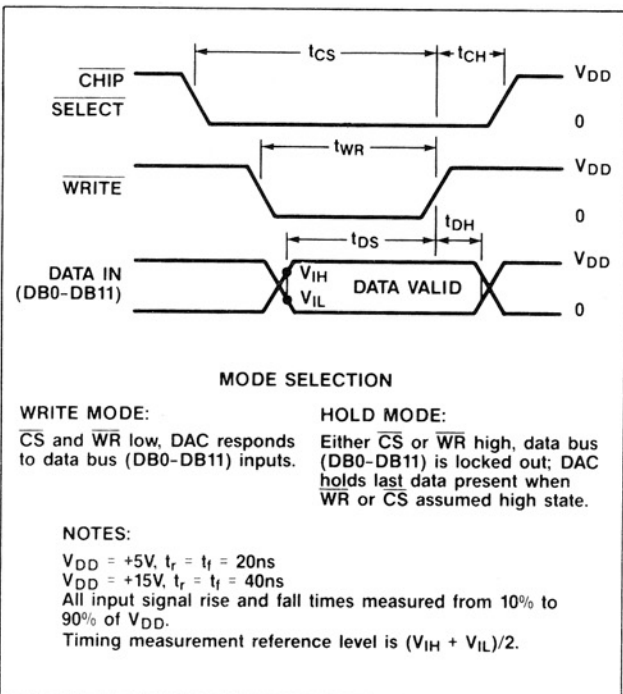 tCS
tCH
CHIP
SELECT
VDD
0
tWR
WRITE
VDD
0
tDS
tDH
DATA IN
(DB0-DB11)
VIH
VIL
DATA VALID
VDD
0
MODE SELECTION
WRITE MODE:
CS and WR low, DAC responds
to data bus (DB0-DB11) inputs.
HOLD MODE:
Either CS or WR high, data bus
(DB0-DB11) is locked out; DAC
holds last data present when
WR or CS assumed high state.
NOTES:
VDD = +5V, tr = tf = 20ns
VDD = +15V, tr = tf = 40ns
All input signal rise and fall times measured from 10% to
90% of VDD.
Timing measurement reference level is (VIH + VIL)/2.